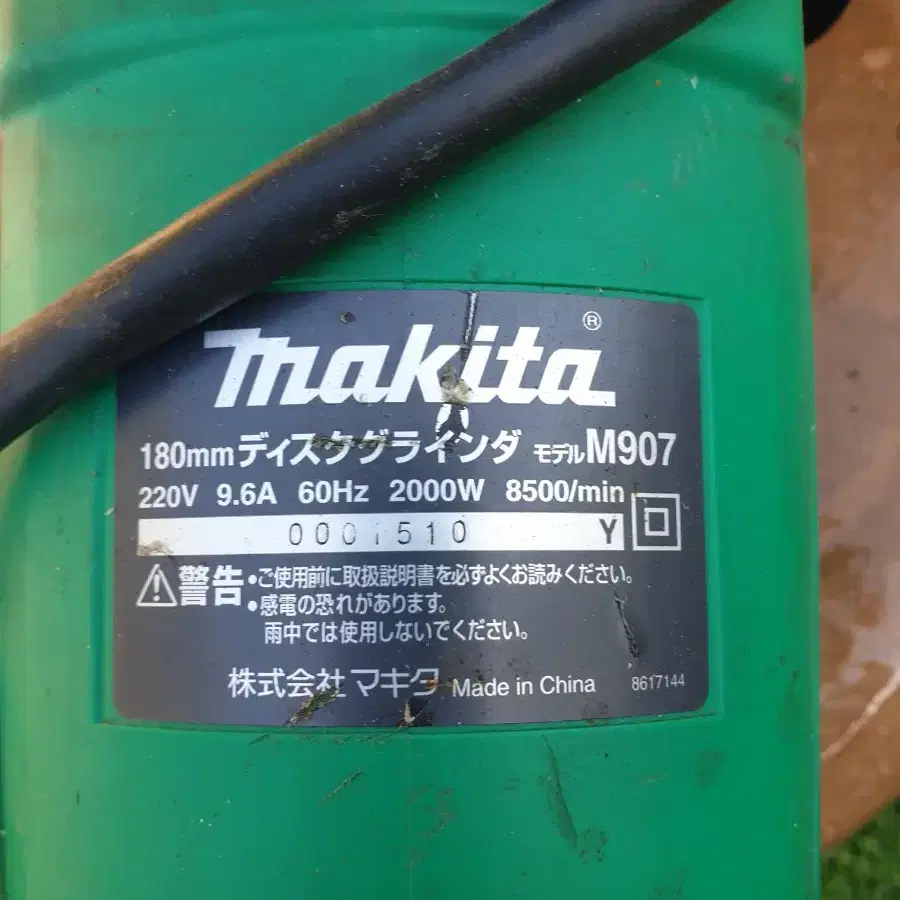 makita®
180mmディスクグラインダ モデルM907
220V 9.6A 60Hz 2000W 8500/min
0001510 Y
警告 •ご使用前に取扱説明書を必ずよくお読みください。
•感電の恐れがあります。
雨中では使用しないでください。
株式会社マキタ Made in China 8617144